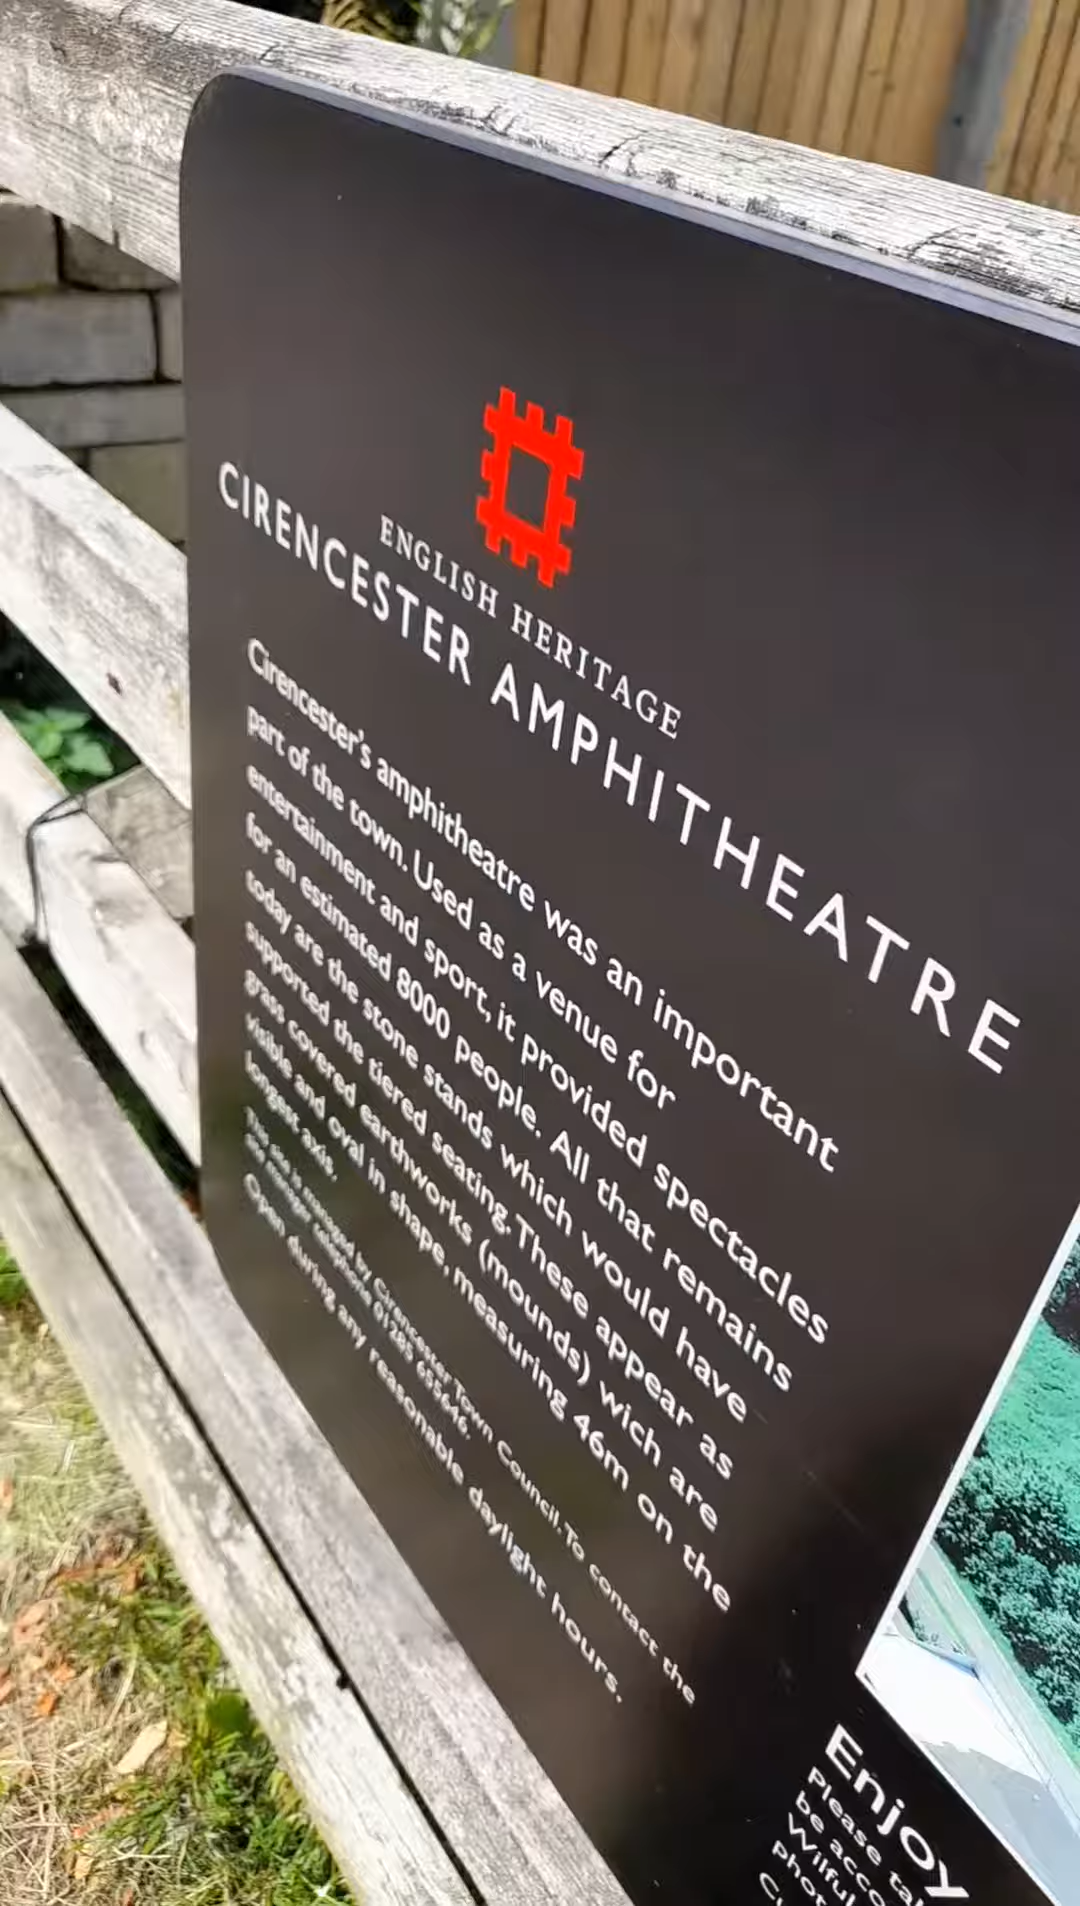 ENGLISH HERITAGE
CIRENCESTER AMPHITHEATRE
Cirencester's amphitheatre was an important
part of the town. Used as a venue for
entertainment and sport, it provided spectacles
for an estimated 8000 people. All that remains
today are the stone stands which would have
supported the tiered seating. These appear as
grass covered earthworks (mounds) wich are
visible and oval in shape, measuring 46m on the
longest axis.
The site is managed by Cirencester Town Council. To contact the
site manager telephone 01285 655646.
Open during any reasonable daylight hours.
Enjoy
Please
be
Wilful